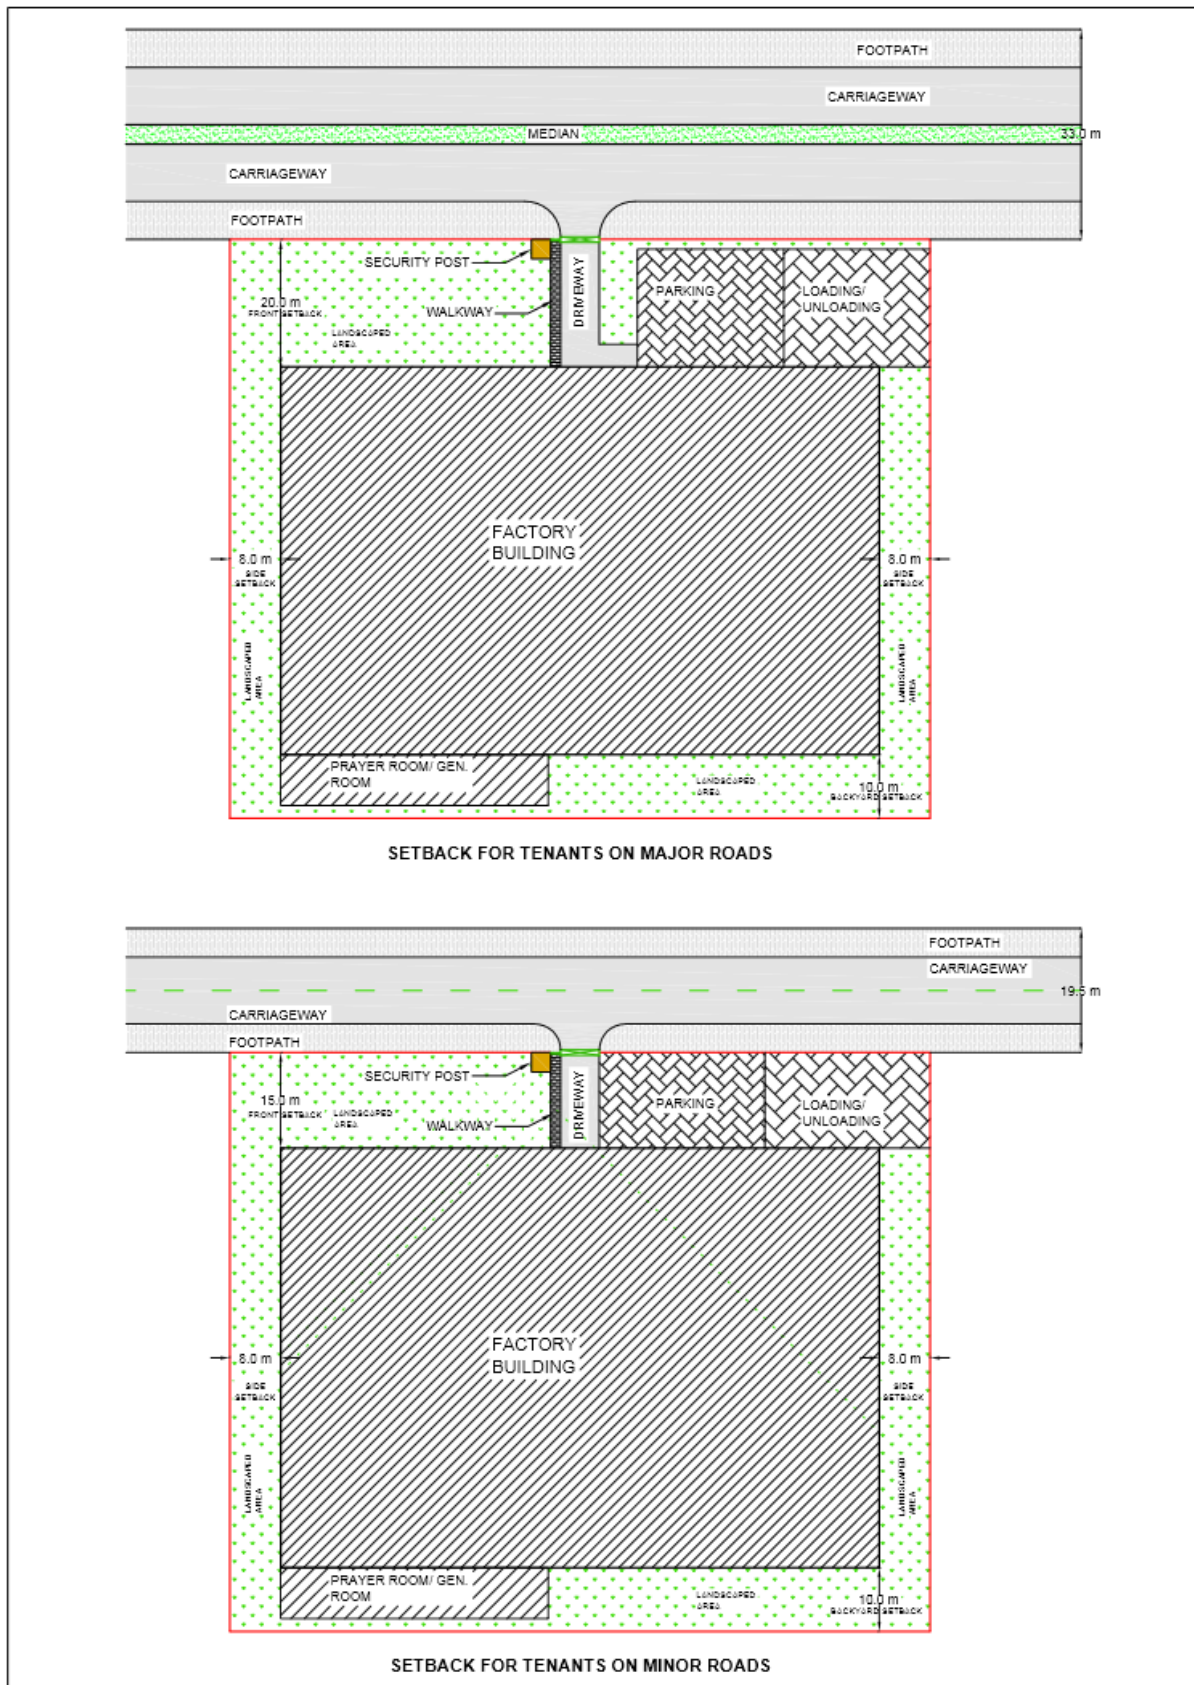 FOOTPATH
CARRIAGEWAY
MEDIAN
33.0 m
CARRIAGEWAY
FOOTPATH
SECURITY POST
DRIVEWAY
PARKING
LOADING/
UNLOADING
20.0 m
FRONT SETBACK
WALKWAY
LANDSCAPED
AREA
FACTORY
BUILDING
8.0 m
SIDE
SETBACK
8.0 m
SIDE
SETBACK
LANDSCAPED
AREA
LANDSCAPED
AREA
PRAYER ROOM/ GEN.
ROOM
LANDSCAPED
AREA
10.0 m
BACKYARD SETBACK
SETBACK FOR TENANTS ON MAJOR ROADS
FOOTPATH
CARRIAGEWAY
19.5 m
CARRIAGEWAY
FOOTPATH
SECURITY POST
DRIVEWAY
PARKING
LOADING/
UNLOADING
15.0 m
FRONT SETBACK
LANDSCAPED
AREA
WALKWAY
FACTORY
BUILDING
8.0 m
SIDE
SETBACK
8.0 m
SIDE
SETBACK
LANDSCAPED
AREA
LANDSCAPED
AREA
PRAYER ROOM/ GEN.
ROOM
LANDSCAPED
AREA
10.0 m
BACKYARD SETBACK
SETBACK FOR TENANTS ON MINOR ROADS